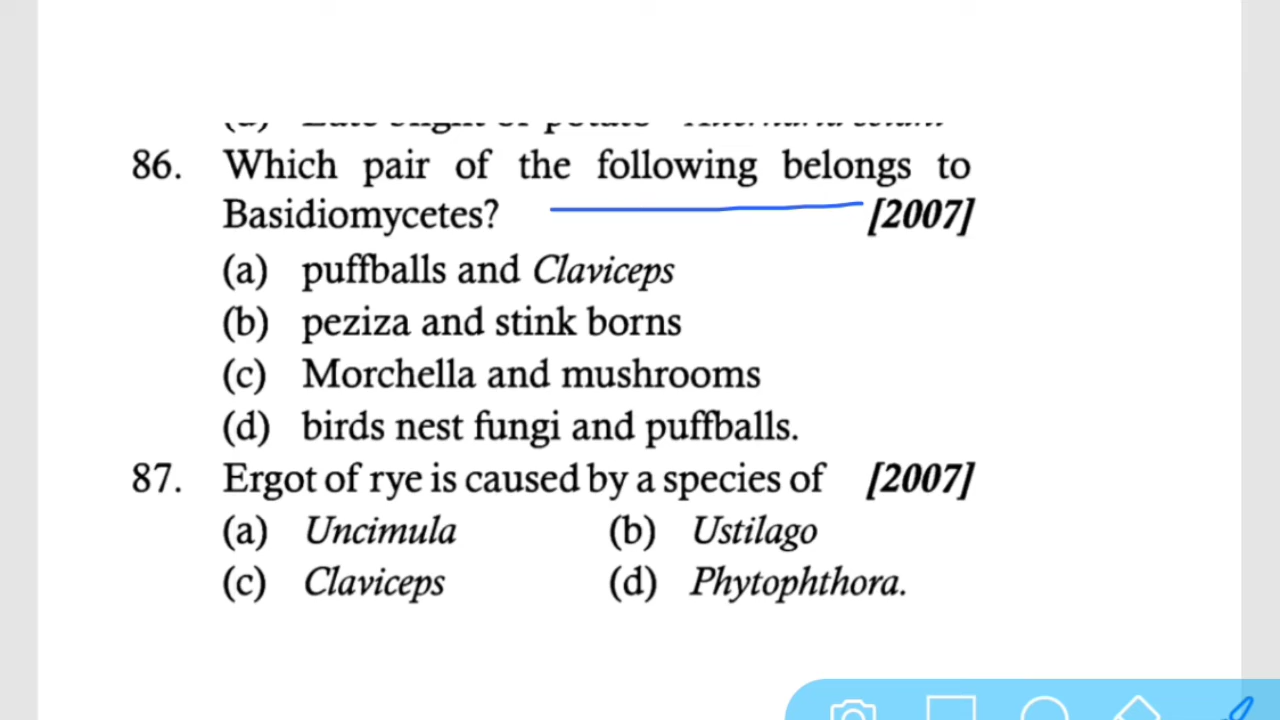 86. Which pair of the following belongs to
Basidiomycetes? [2007]
(a) puffballs and Claviceps
(b) peziza and stink borns
(c) Morchella and mushrooms
(d) birds nest fungi and puffballs.
87. Ergot of rye is caused by a species of [2007]
(a) Uncimula (b) Ustilago
(c) Claviceps (d) Phytophthora.